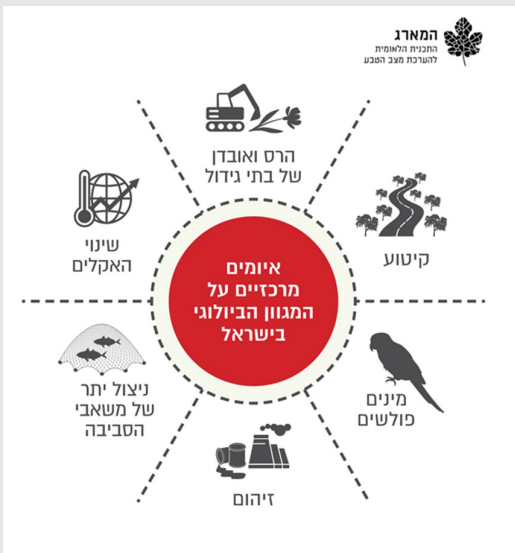 המארג
התכנית הלאומית
להערכת מצב הטבע
הרס ואובדן
של בתי גידול
קיטוע
מינים
פולשים
זיהום
ניצול יתר
של משאבי
הסביבה
שינוי
האקלים
איומים
מרכזיים על
המגוון הביולוגי
בישראל